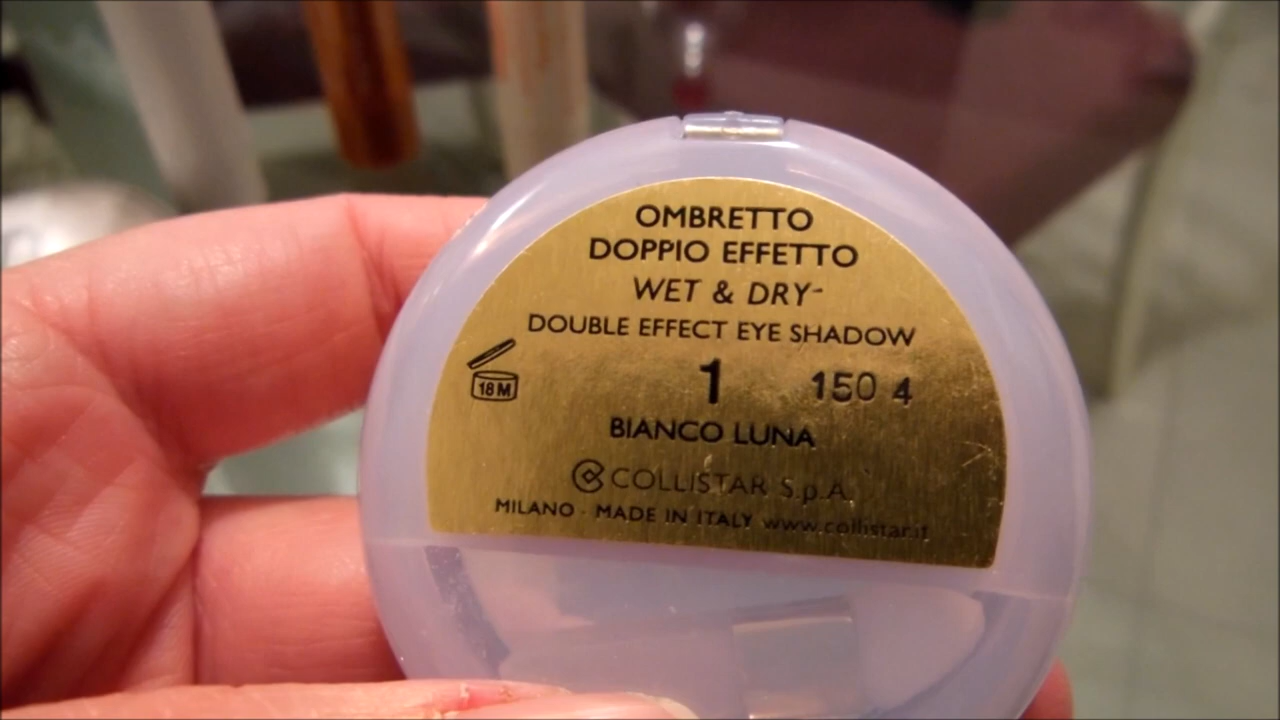 OMBRETTO
DOPPIO EFFETTO
WET & DRY-
DOUBLE EFFECT EYE SHADOW
18 M
1 150 4
BIANCO LUNA
COLLISTAR S.p.A.
MILANO · MADE IN ITALY www.collistar.it